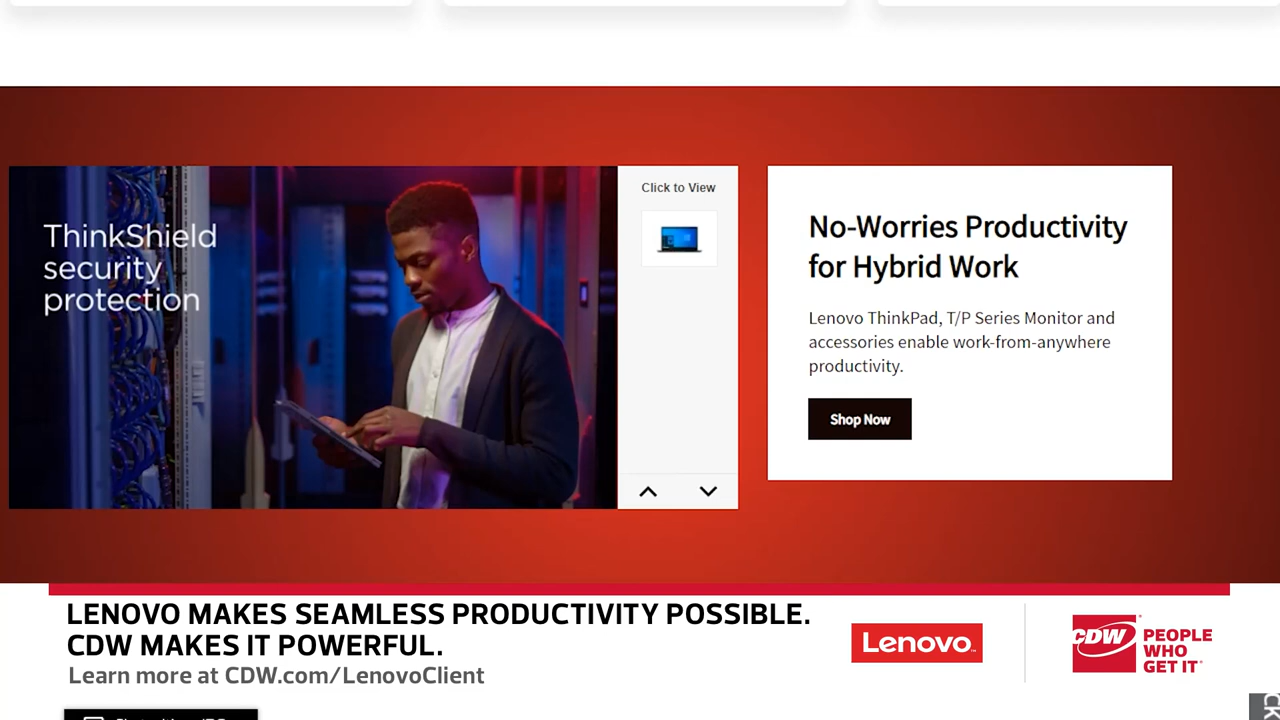 ThinkShield
security
protection
Click to View
No-Worries Productivity
for Hybrid Work
Lenovo ThinkPad, T/P Series Monitor and
accessories enable work-from-anywhere
productivity.
Shop Now
LENOVO MAKES SEAMLESS PRODUCTIVITY POSSIBLE.
CDW MAKES IT POWERFUL.
Learn more at CDW.com/LenovoClient
Lenovo™
CDW®
PEOPLE
WHO
GET IT®